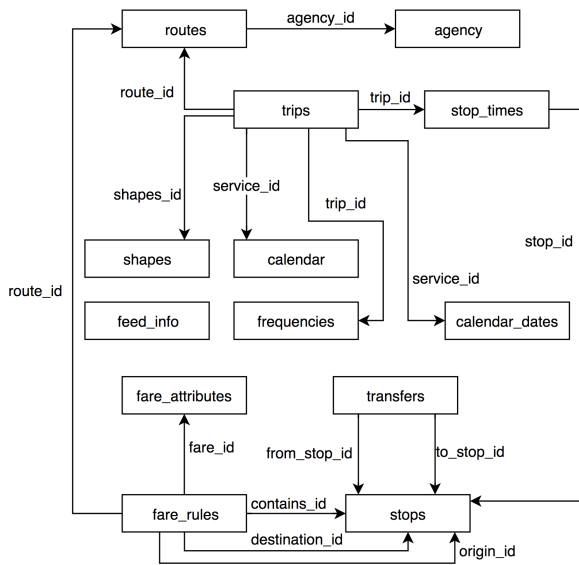 routes
agency_id
agency
route_id
trips
trip_id
stop_times
shapes_id
service_id
trip_id
stop_id
shapes
calendar
service_id
route_id
feed_info
frequencies
calendar_dates
fare_attributes
transfers
fare_id
from_stop_id
to_stop_id
fare_rules
contains_id
stops
destination_id
origin_id